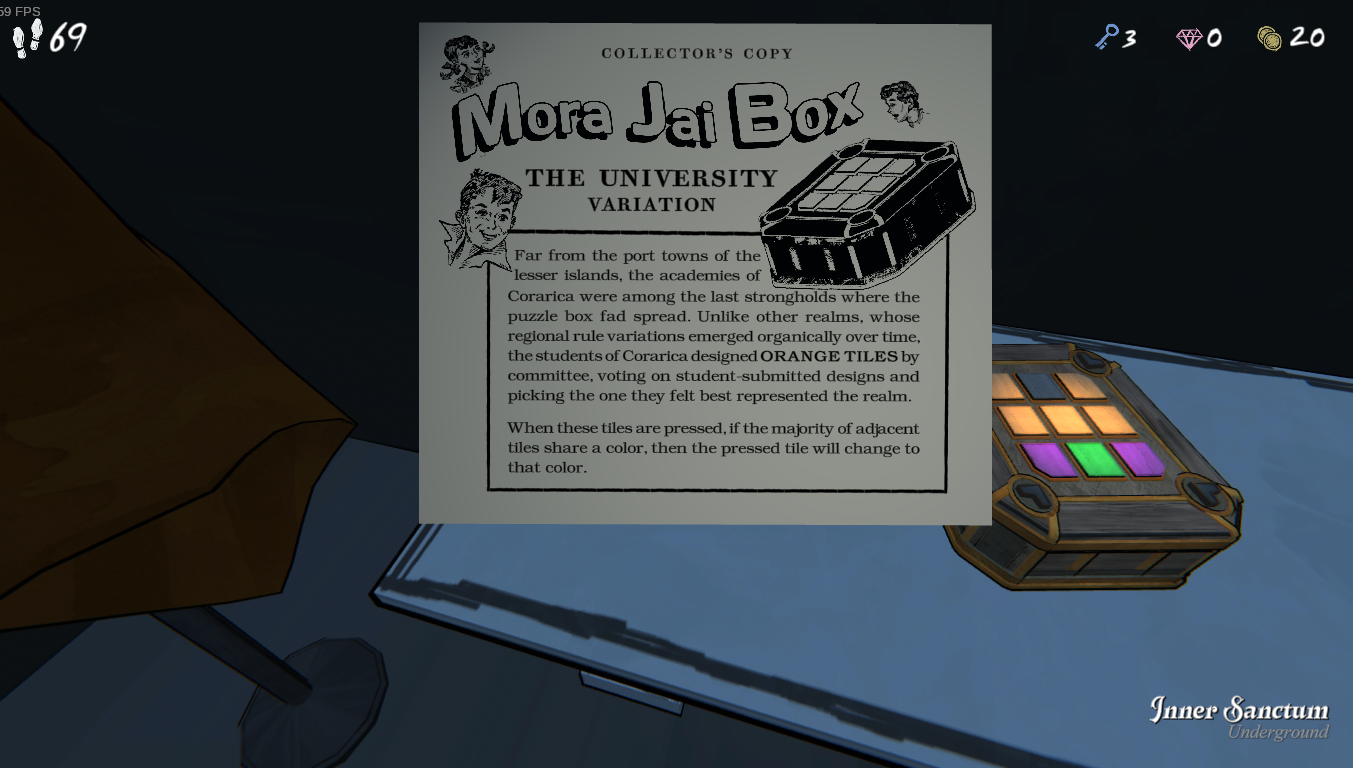 59 FPS
69
3
0
20
COLLECTOR'S COPY
Mora Jai Box
THE UNIVERSITY
VARIATION
Far from the port towns of the
lesser islands, the academies of
Corarica were among the last strongholds where the
puzzle box fad spread. Unlike other realms, whose
regional rule variations emerged organically over time,
the students of Corarica designed ORANGE TILES by
committee, voting on student-submitted designs and
picking the one they felt best represented the realm.
When these tiles are pressed, if the majority of adjacent
tiles share a color, then the pressed tile will change to
that color.
Inner Sanctum
Underground